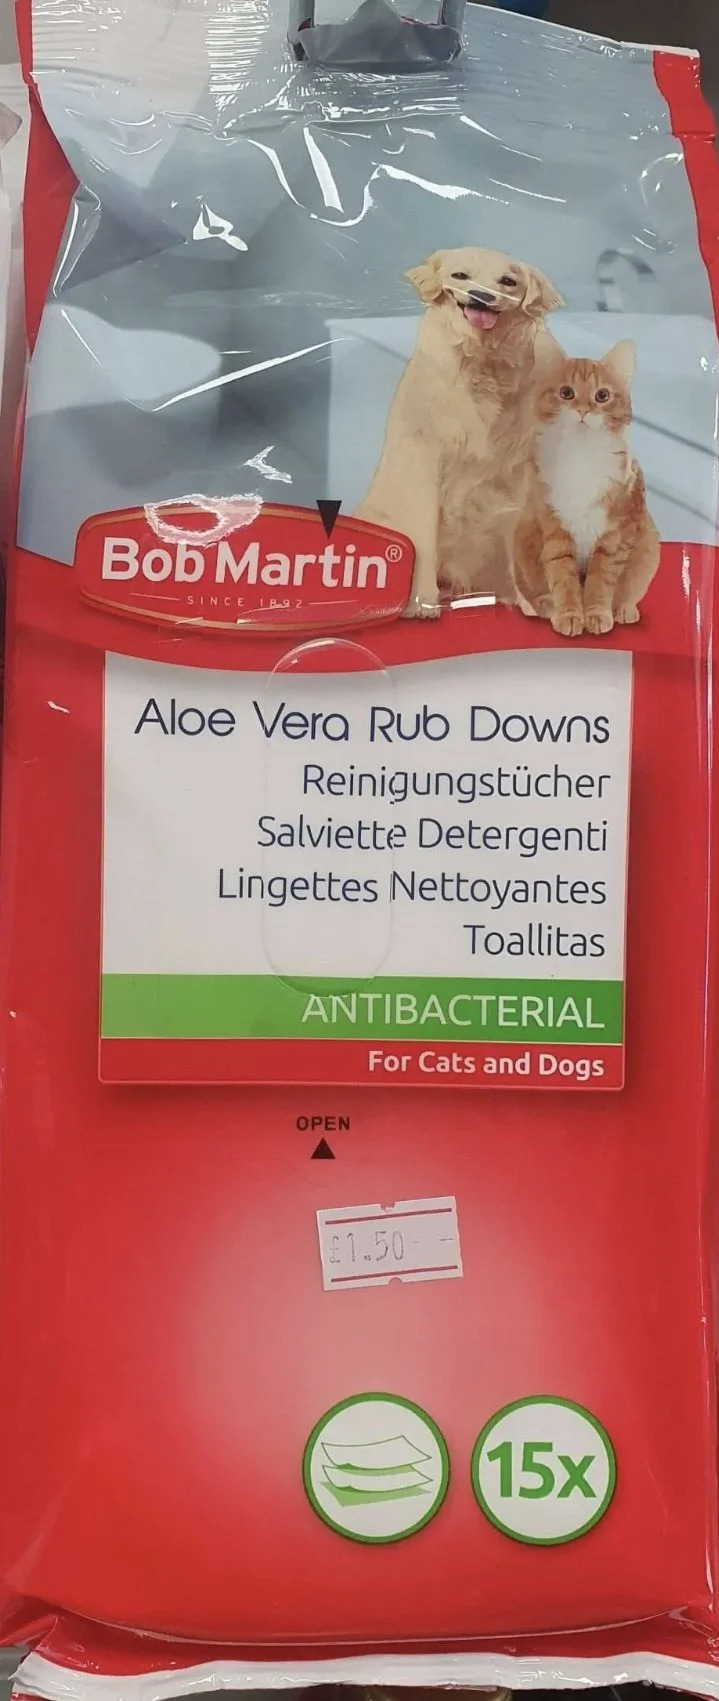 Bob Martin®
SINCE 1892
Aloe Vera Rub Downs
Reinigungstücher
Salviette Detergenti
Lingettes Nettoyantes
Toallitas
ANTIBACTERIAL
For Cats and Dogs
OPEN
£1.50
15x